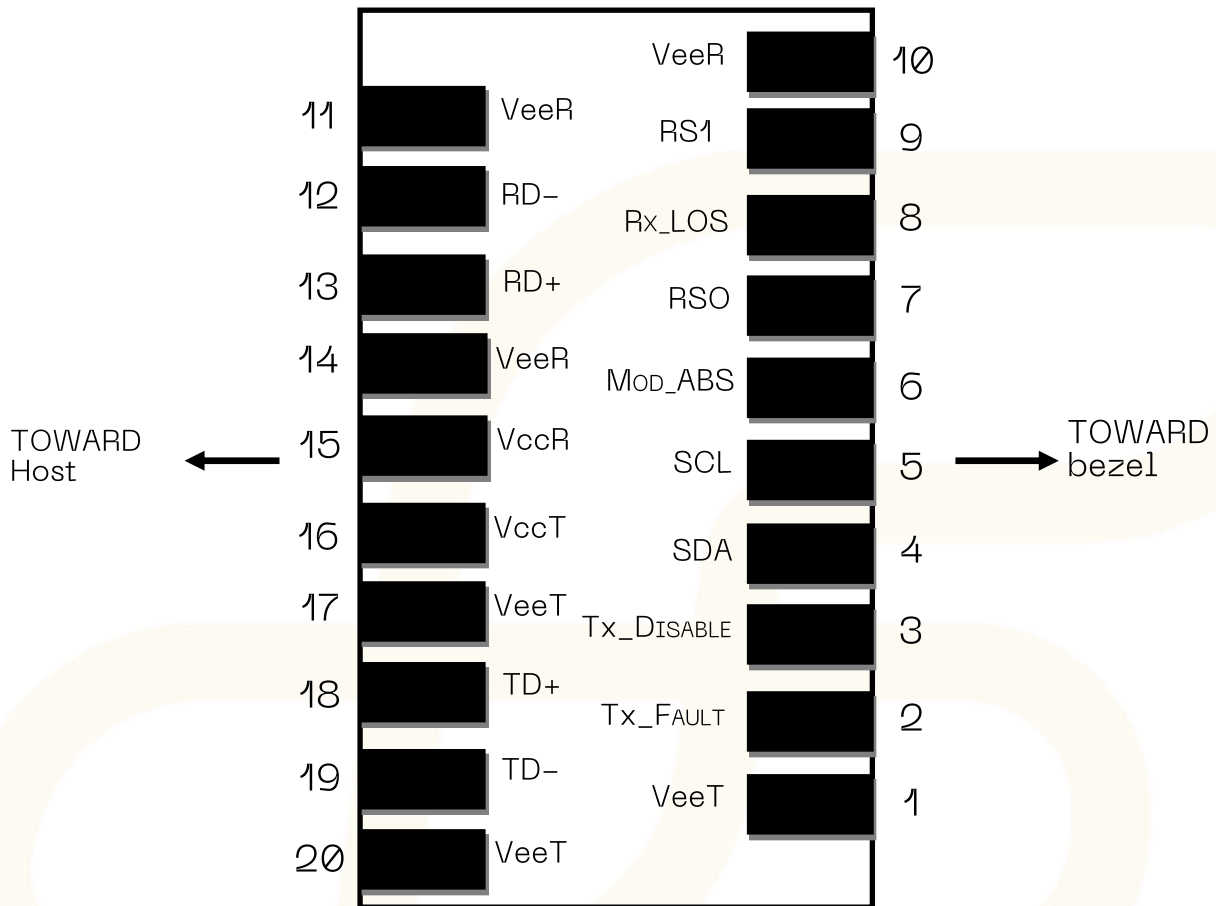 VeeR 10
11 VeeR
RS1 9
12 RD-
Rx_LOS 8
13 RD+
RSO 7
14 VeeR
Mod_ABS 6
TOWARD
Host
15 VccR
SCL 5
TOWARD
bezel
16 VccT
SDA 4
17 VeeT
Tx_Disable 3
18 TD+
Tx_Fault 2
19 TD-
VeeT 1
20 VeeT